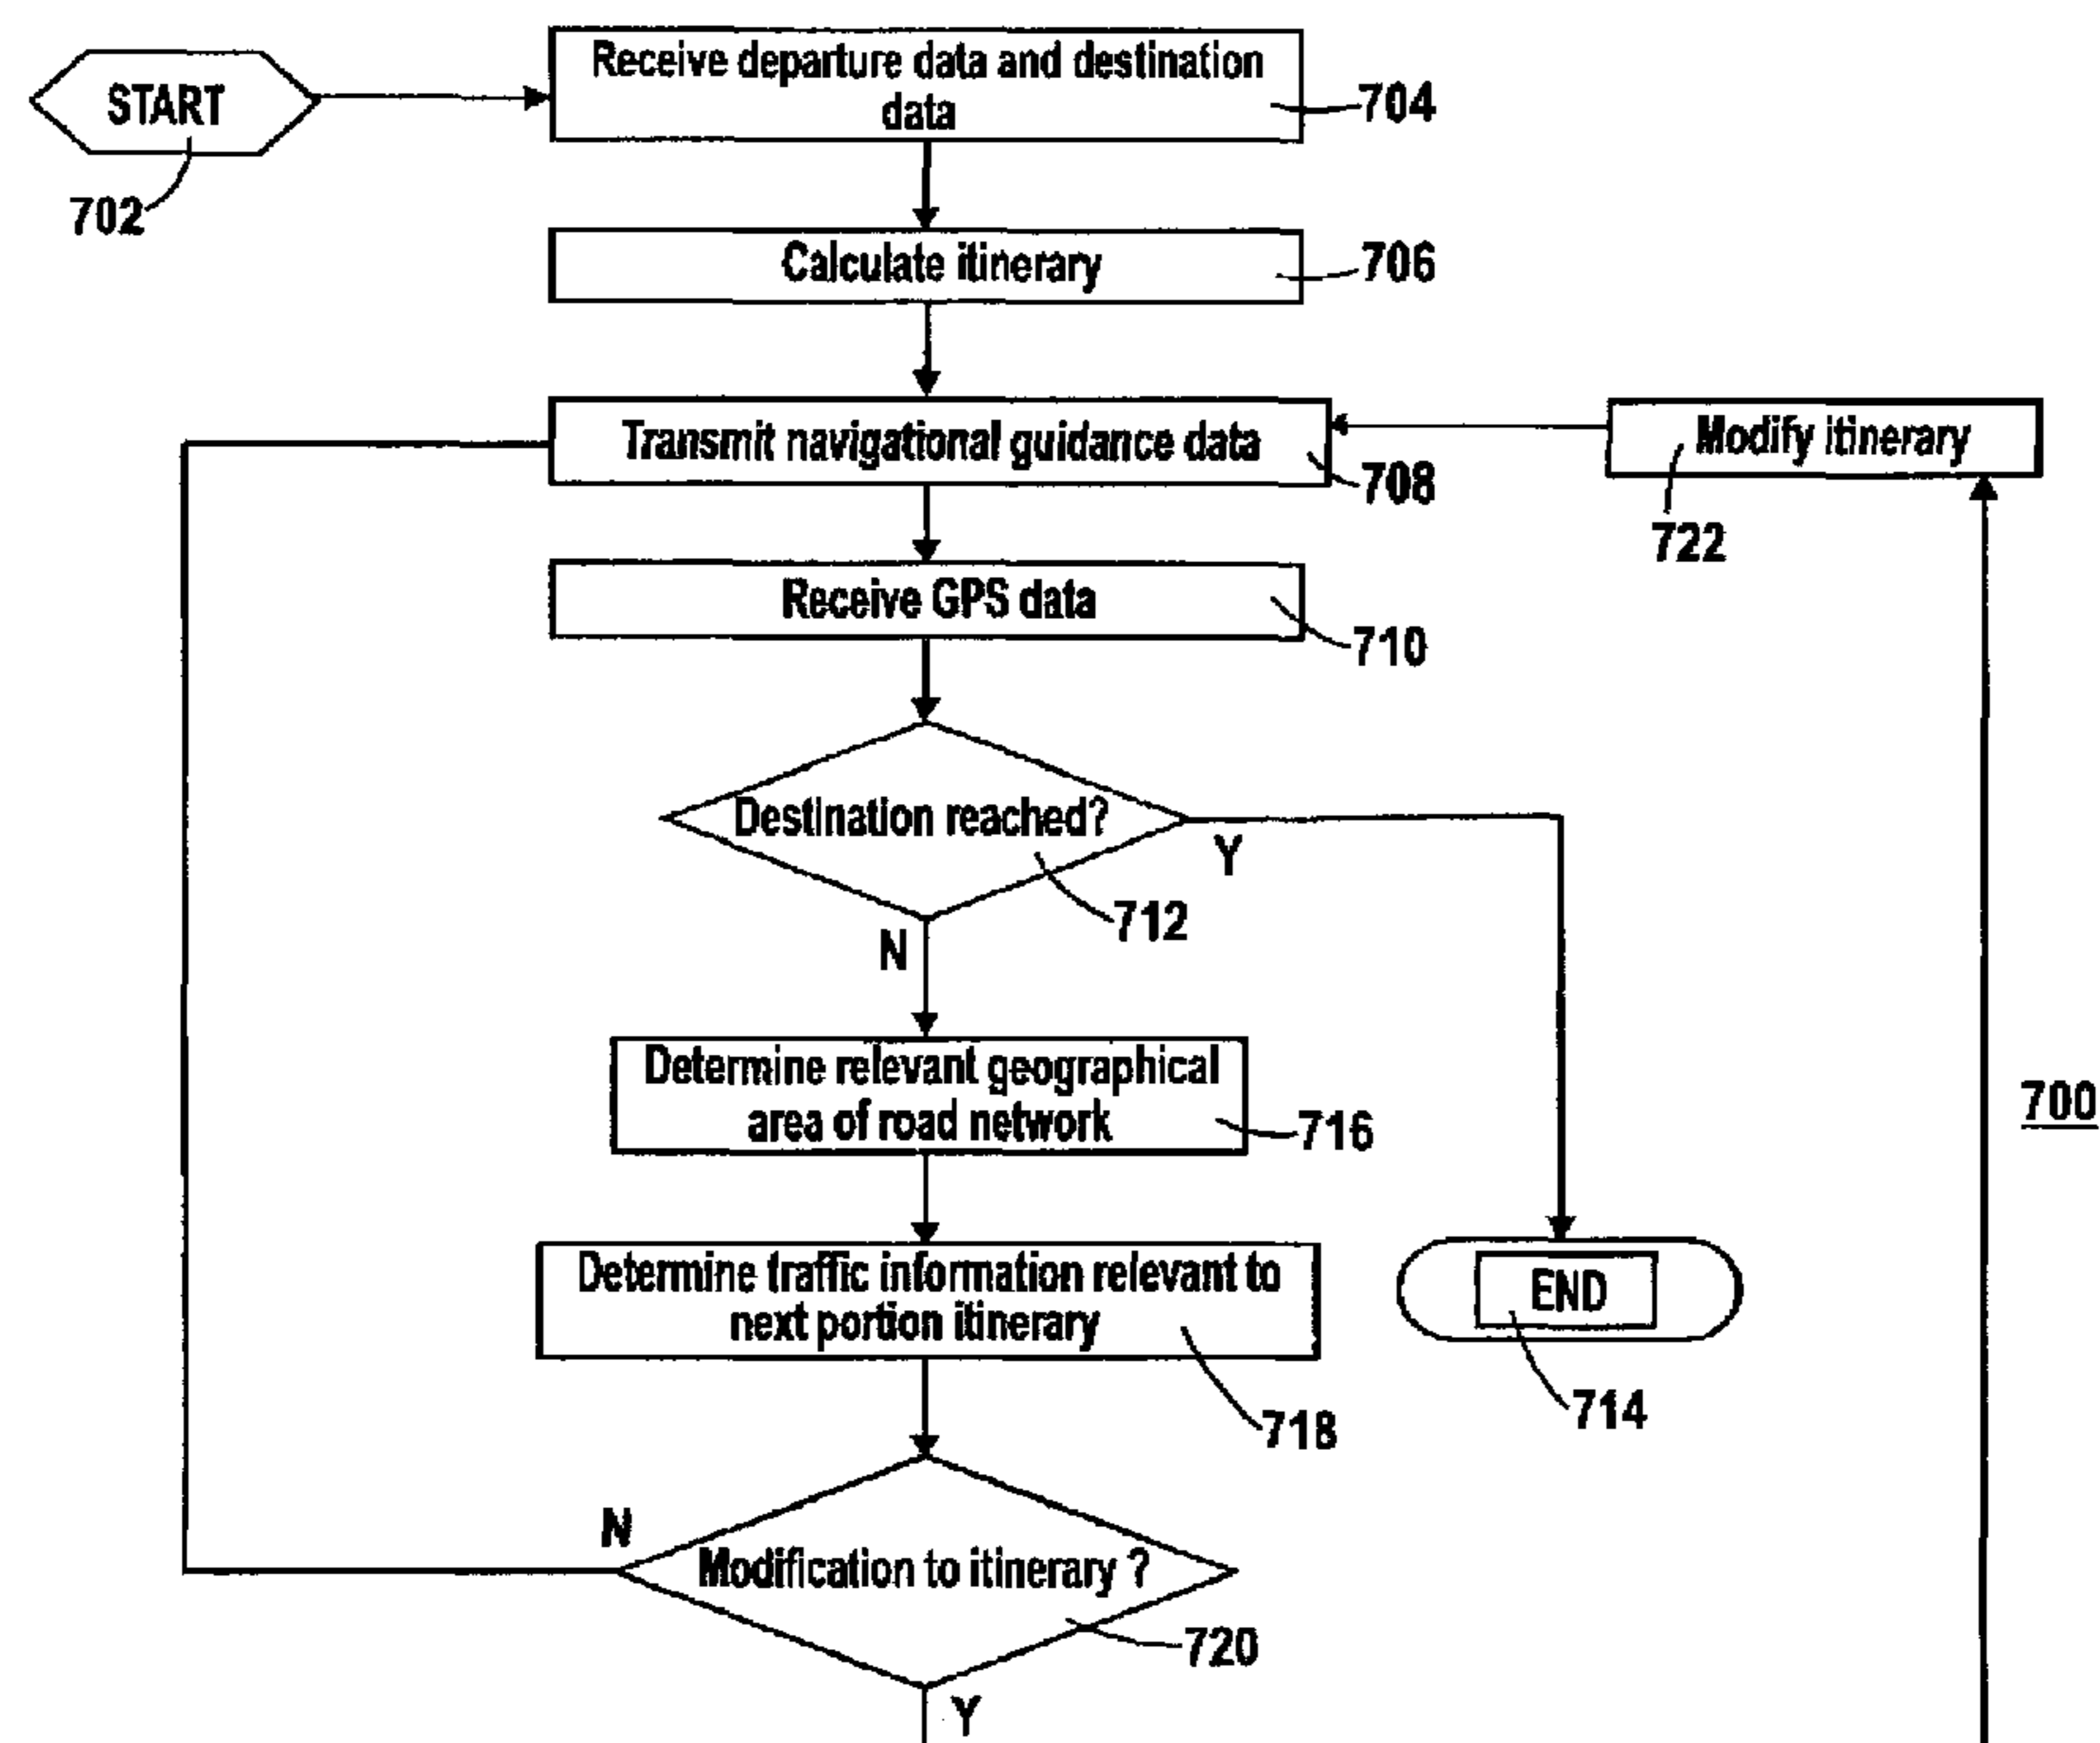 START
702
Receive departure data and destination
data
704
Calculate itinerary
706
Transmit navigational guidance data
708
Modify itinerary
722
Receive GPS data
710
Destination reached?
712
Y
N
Determine relevant geographical
area of road network
716
700
Determine traffic information relevant to
next portion itinerary
718
END
714
N
Modification to itinerary ?
720
Y